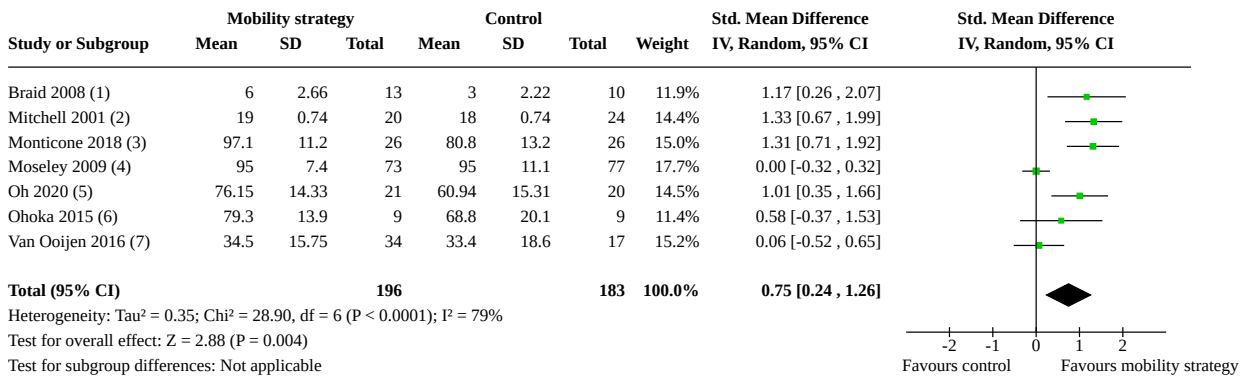 Mobility strategy Control Std. Mean Difference Std. Mean Difference
Study or Subgroup Mean SD Total Mean SD Total Weight IV, Random, 95% CI IV, Random, 95% CI
Braid 2008 (1) 6 2.66 13 3 2.22 10 11.9% 1.17 [0.26 , 2.07]
Mitchell 2001 (2) 19 0.74 20 18 0.74 24 14.4% 1.33 [0.67 , 1.99]
Monticone 2018 (3) 97.1 11.2 26 80.8 13.2 26 15.0% 1.31 [0.71 , 1.92]
Moseley 2009 (4) 95 7.4 73 95 11.1 77 17.7% 0.00 [-0.32 , 0.32]
Oh 2020 (5) 76.15 14.33 21 60.94 15.31 20 14.5% 1.01 [0.35 , 1.66]
Ohoka 2015 (6) 79.3 13.9 9 68.8 20.1 9 11.4% 0.58 [-0.37 , 1.53]
Van Ooijen 2016 (7) 34.5 15.75 34 33.4 18.6 17 15.2% 0.06 [-0.52 , 0.65]
Total (95% CI) 196 183 100.0% 0.75 [0.24 , 1.26]
Heterogeneity: Tau² = 0.35; Chi² = 28.90, df = 6 (P < 0.0001); I² = 79%
Test for overall effect: Z = 2.88 (P = 0.004) -2 -1 0 1 2
Test for subgroup differences: Not applicable Favours control Favours mobility strategy